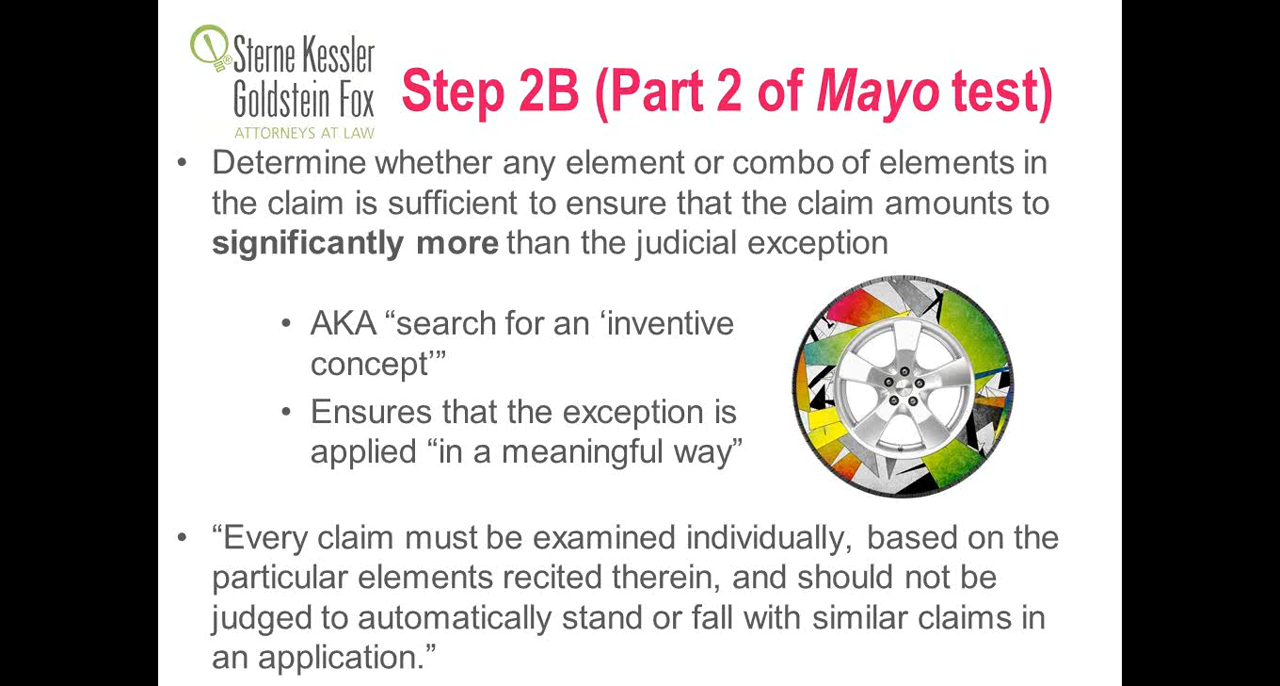 Sterne Kessler
Goldstein Fox
ATTORNEYS AT LAW
®
Step 2B (Part 2 of Mayo test)
• Determine whether any element or combo of elements in
the claim is sufficient to ensure that the claim amounts to
significantly more than the judicial exception
• AKA “search for an ‘inventive
concept’”
• Ensures that the exception is
applied “in a meaningful way”
• “Every claim must be examined individually, based on the
particular elements recited therein, and should not be
judged to automatically stand or fall with similar claims in
an application.”